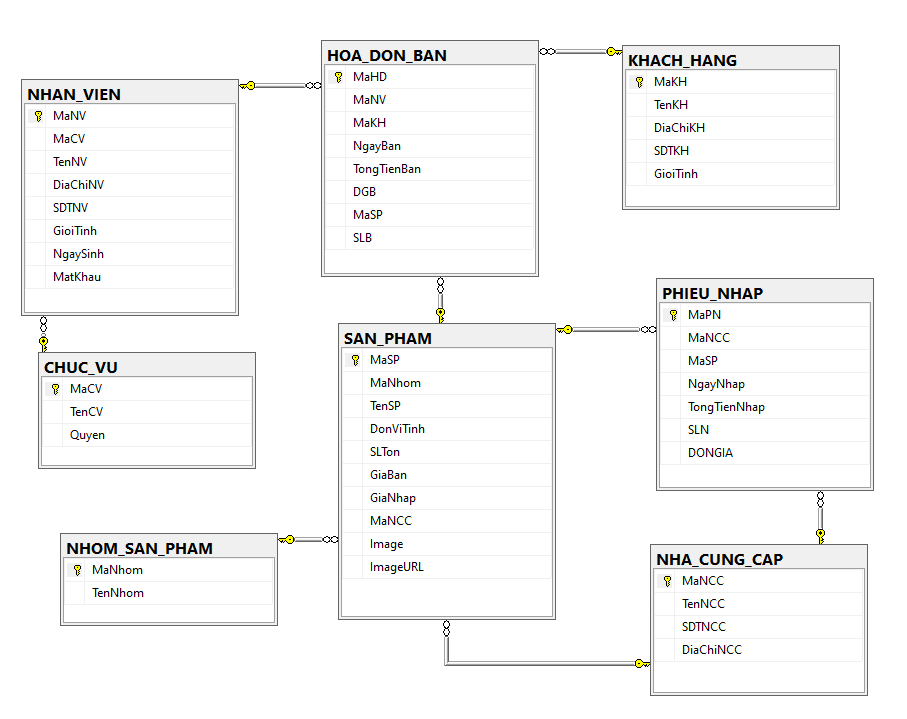 HOA_DON_BAN
MaHD
MaNV
MaKH
NgayBan
TongTienBan
DGB
MaSP
SLB
KHACH_HANG
MaKH
TenKH
DiaChiKH
SDTKH
GioiTinh
NHAN_VIEN
MaNV
MaCV
TenNV
DiaChiNV
SDTNV
GioiTinh
NgaySinh
MatKhau
PHIEU_NHAP
MaPN
MaNCC
MaSP
NgayNhap
TongTienNhap
SLN
DONGIA
SAN_PHAM
MaSP
MaNhom
TenSP
DonViTinh
SLTon
GiaBan
GiaNhap
MaNCC
Image
ImageURL
CHUC_VU
MaCV
TenCV
Quyen
NHOM_SAN_PHAM
MaNhom
TenNhom
NHA_CUNG_CAP
MaNCC
TenNCC
SDTNCC
DiaChiNCC